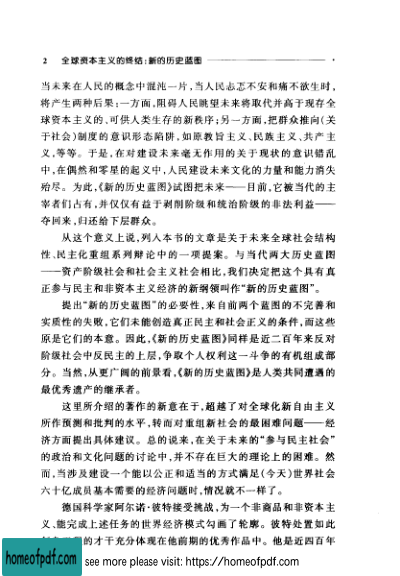 2　全球资本主义的终结：新的历史蓝图
当未来在人民的概念中混沌一片，当人民忐忑不安和痛不欲生时，
将产生两种后果：一方面，阻碍人民眺望未来将取代并高于现存全
球资本主义的、可供人类生存的新秩序；另一方面，把群众推向（关
于社会）制度的意识形态陷阱，如原教旨主义、民族主义、共产主
义，等等。于是，在对建设未来毫无作用的关于现状的意识错乱
中，在偶然和零星的起义中，人民建设未来文化的力量和能力消失
殆尽。为此，《新的历史蓝图》试图把未来——目前，它被当代的主
宰者们占有，并仅仅有益于剥削阶级和统治阶级的非法利益——
夺回来，归还给下层群众。
从这个意义上说，列入本书的文章是关于未来全球社会结构
性、民主化重组系列辩论中的一项提案。与当代两大历史蓝图
——资产阶级社会和社会主义社会相比，我们决定把这个具有真
正参与民主和非资本主义经济的新纲领叫作“新的历史蓝图”。
提出“新的历史蓝图”的必要性，来自前两个蓝图的不完善和
实质性的失败，它们未能创造真正民主和社会正义的条件，而这些
原是它们的本意。因此，《新的历史蓝图》同样是近二百年来反对
阶级社会中反民主的上层，争取个人权利这一斗争的有机组成部
分。当然，从更广阔的前景看，《新的历史蓝图》是人类共同遭遇的
最优秀遗产的继承者。
这里所介绍的著作的新意在于，超越了对全球化新自由主义
所作预测和批判的水平，转而对重组新社会的最困难问题——经
济方面提出具体建议。总的说来，在关于未来的“参与民主社会”
的政治和文化问题的讨论中，并不存在巨大的理论上的困难。然
而，当涉及建设一个能以公正和适当的方式满足（今天）世界社会
六十亿成员基本需要的经济问题时，情况就不一样了。
德国科学家阿尔诺·彼特接受挑战，为一个非商品和非资本主
义、能完成上述任务的世界经济模式勾画了轮廓。彼特处置如此
的才干充分体现在他前期的优秀作品中。他是近四百年
homeofpdf.com
see more please visit: https://homeofpdf.com